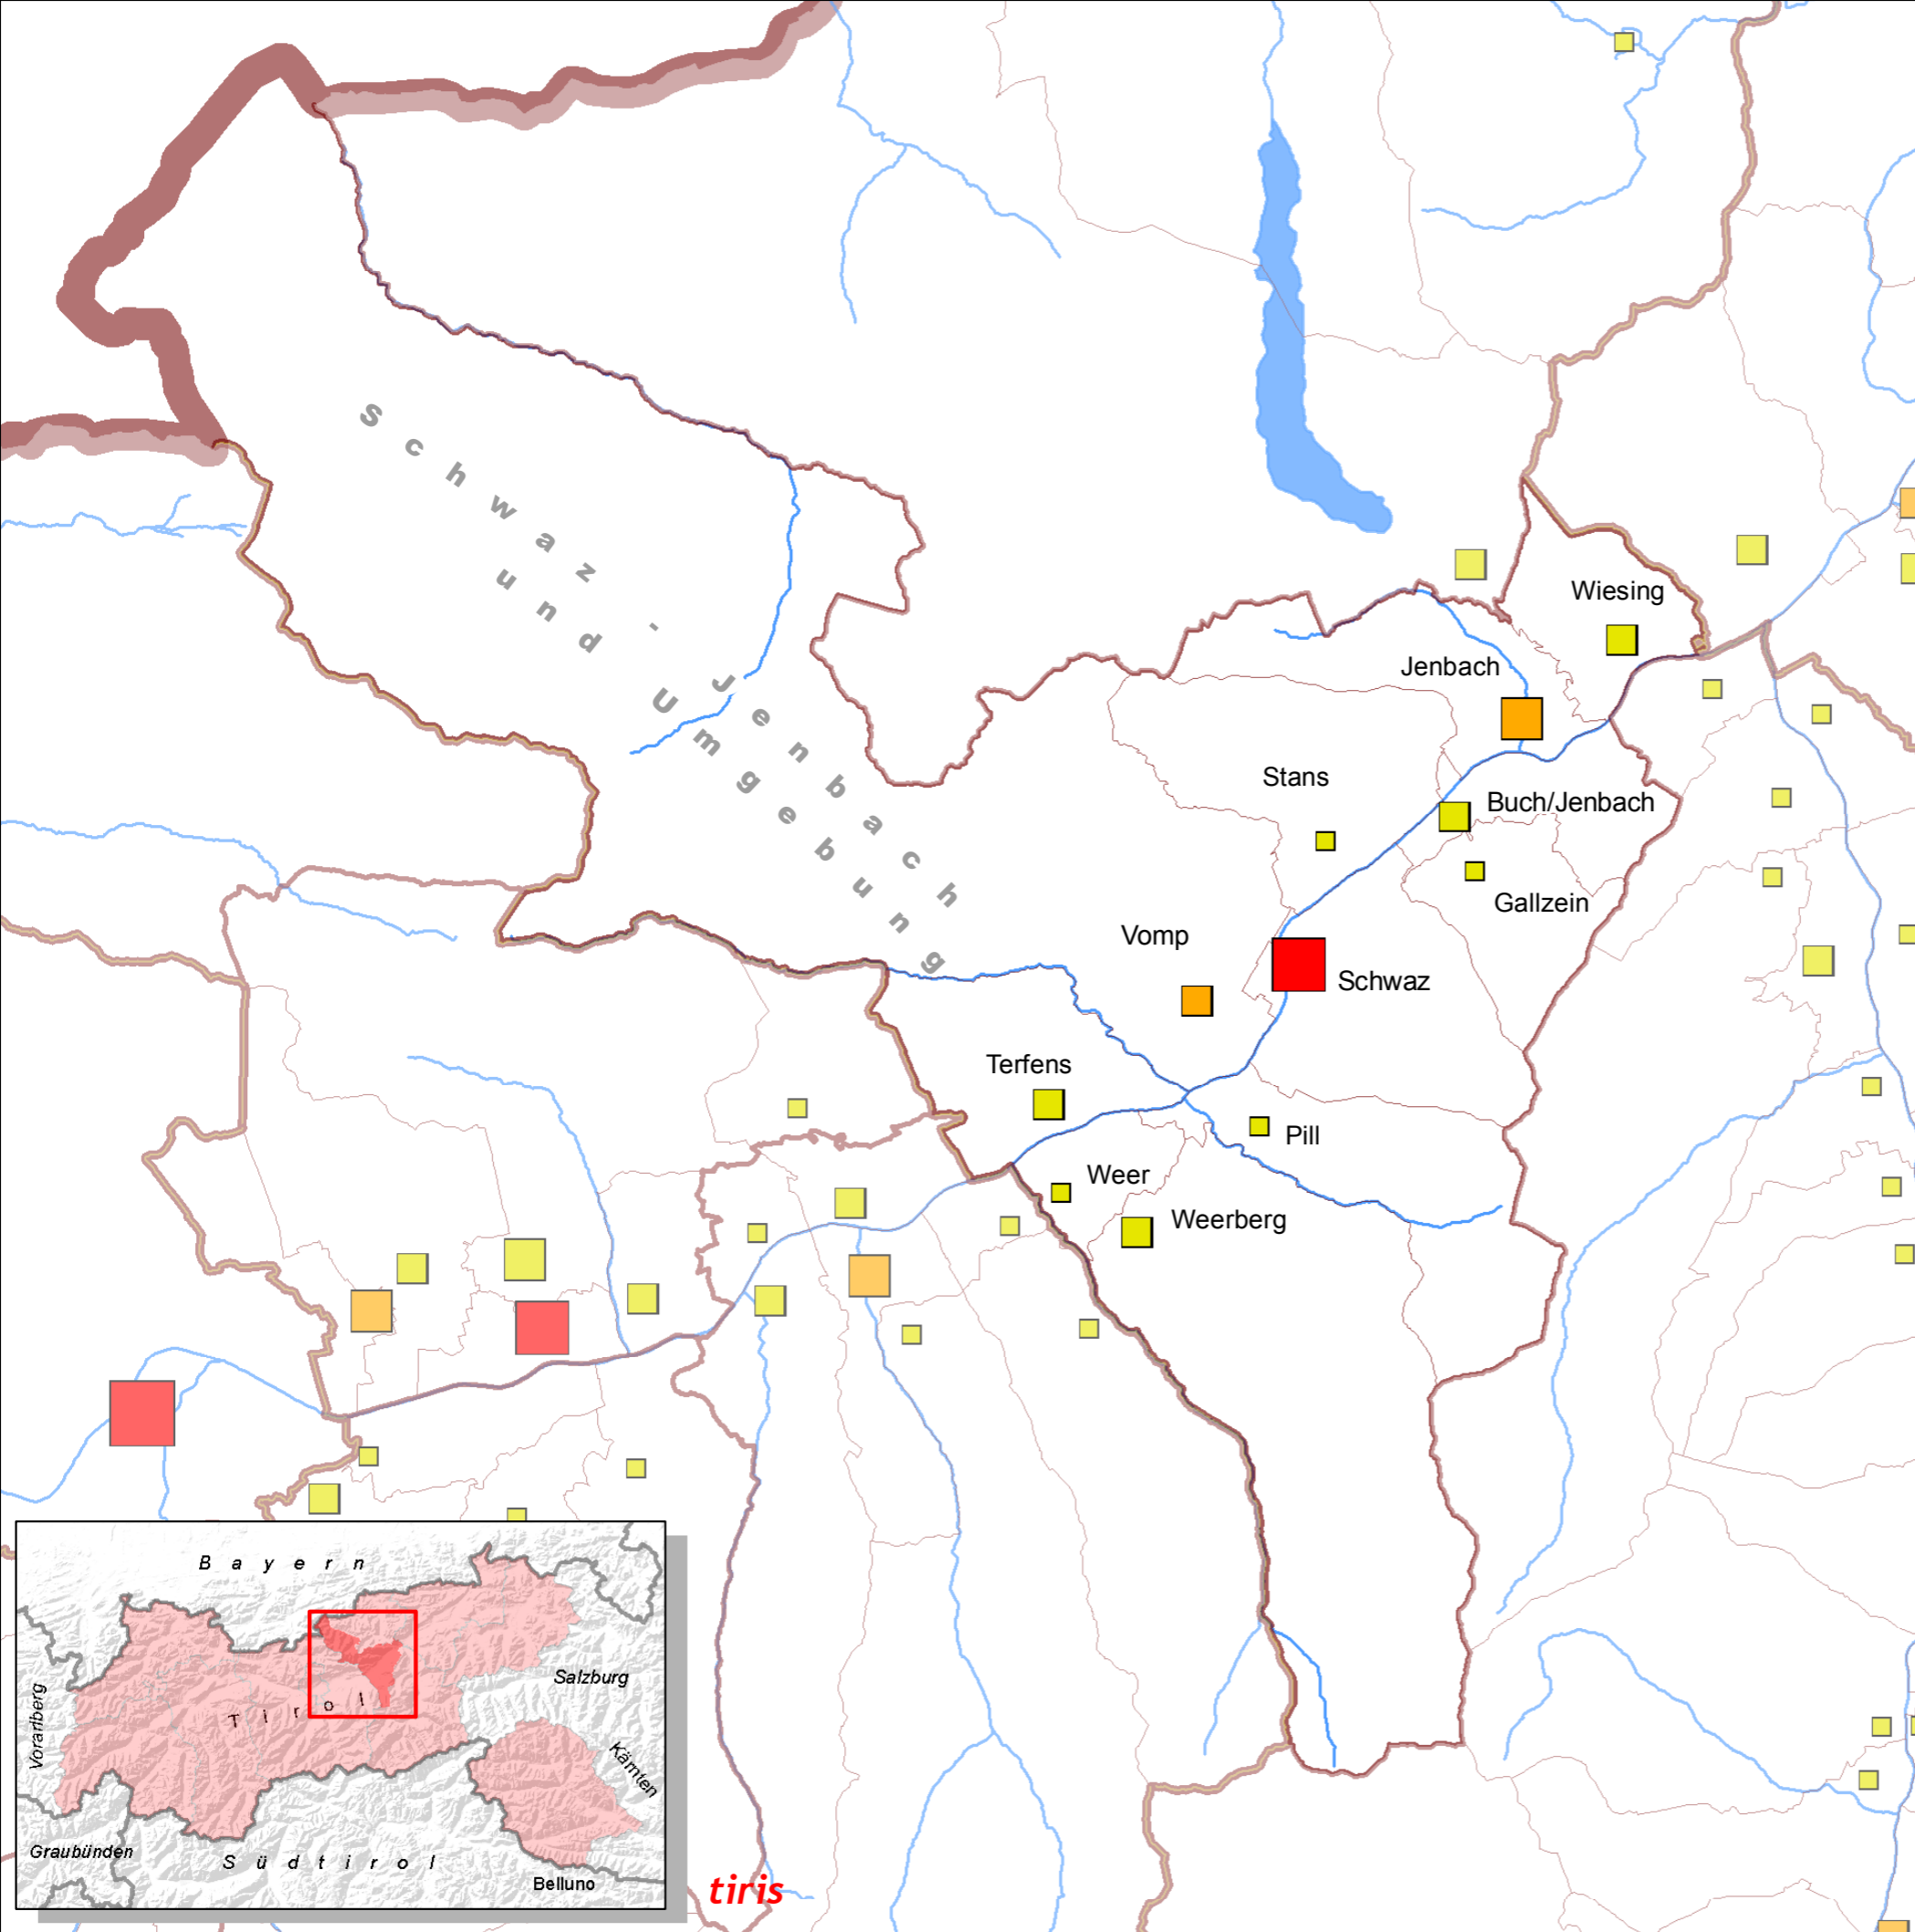 Schwaz - Jenbach
und Umgebung
Wiesing
Jenbach
Stans
Buch/Jenbach
Gallzein
Vomp
Schwaz
Terfens
Pill
Weer
Weerberg
Bayern
Salzburg
Tirol
Vorarlberg
Kärnten
Graubünden
Südtirol
Belluno
tiris